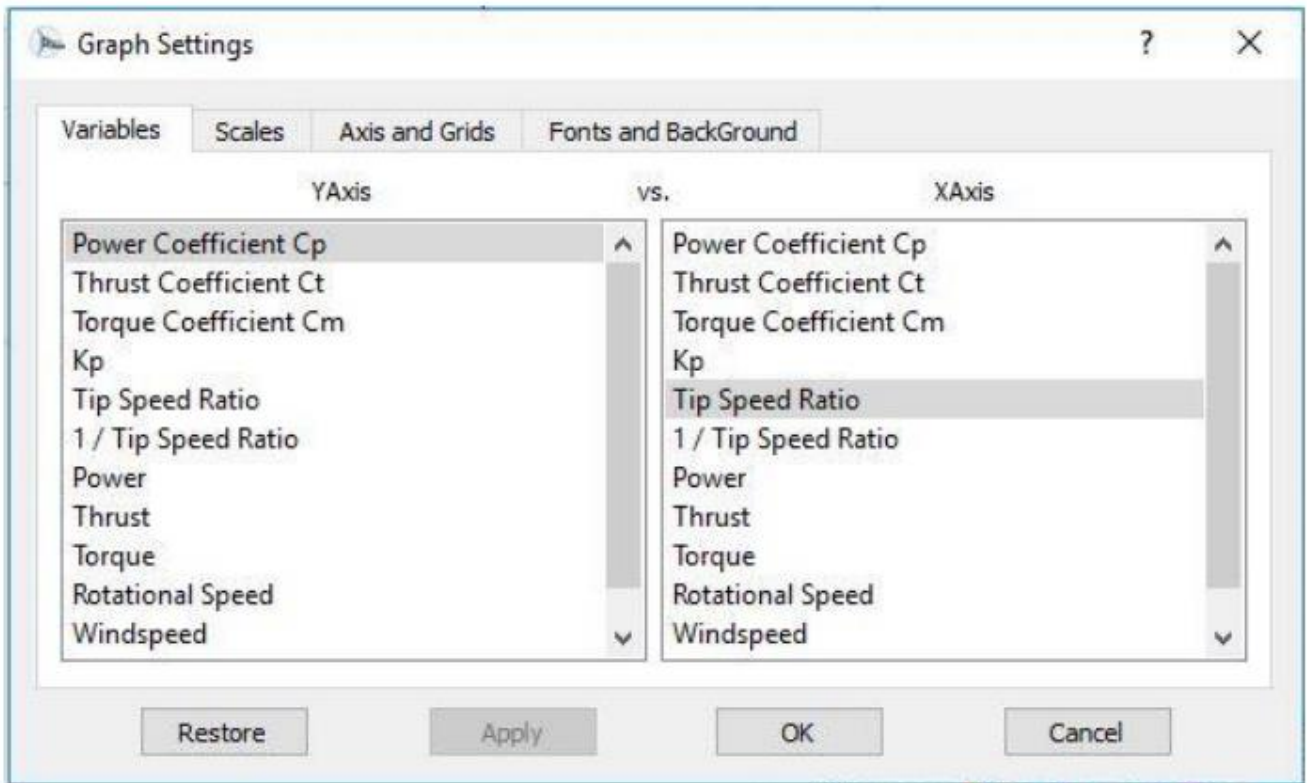 Graph Settings
?
Variables Scales Axis and Grids Fonts and BackGround
YAxis vs. XAxis
Power Coefficient Cp
Thrust Coefficient Ct
Torque Coefficient Cm
Kp
Tip Speed Ratio
1 / Tip Speed Ratio
Power
Thrust
Torque
Rotational Speed
Windspeed
Power Coefficient Cp
Thrust Coefficient Ct
Torque Coefficient Cm
Kp
Tip Speed Ratio
1 / Tip Speed Ratio
Power
Thrust
Torque
Rotational Speed
Windspeed
Restore Apply OK Cancel